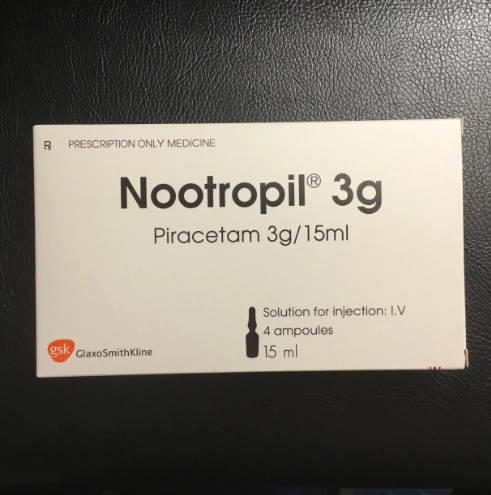 ℞ PRESCRIPTION ONLY MEDICINE
Nootropil® 3g
Piracetam 3g/15ml
Solution for injection: I.V
4 ampoules
15 ml
gsk GlaxoSmithKline